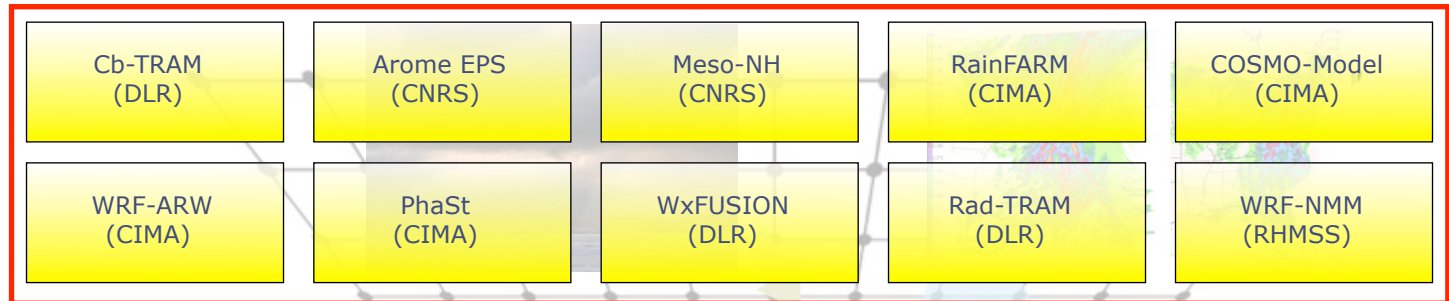 Cb-TRAM
(DLR)
Arome EPS
(CNRS)
Meso-NH
(CNRS)
RainFARM
(CIMA)
COSMO-Model
(CIMA)
WRF-ARW
(CIMA)
PhaSt
(CIMA)
WxFUSION
(DLR)
Rad-TRAM
(DLR)
WRF-NMM
(RHMSS)